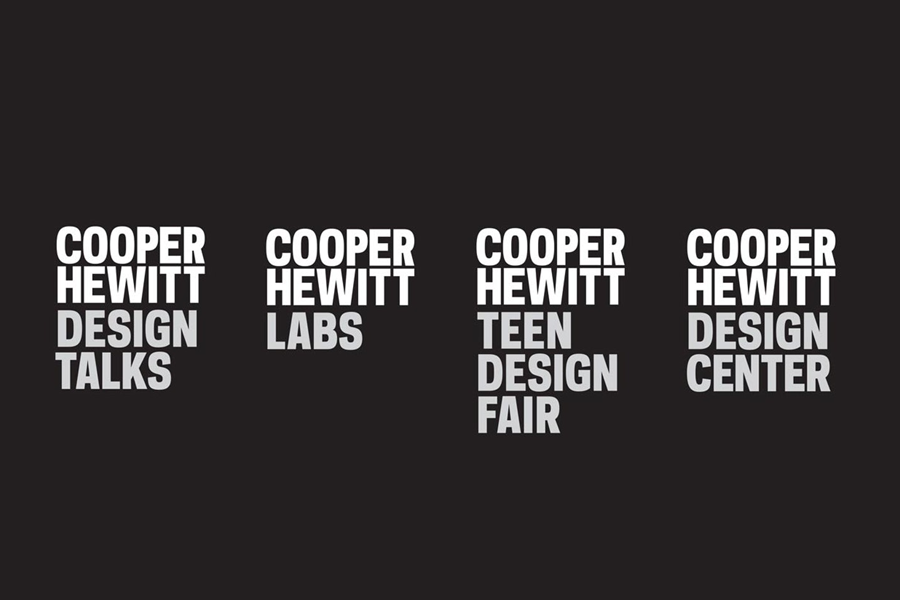 COOPER
HEWITT
DESIGN
TALKS
COOPER
HEWITT
LABS
COOPER
HEWITT
TEEN
DESIGN
FAIR
COOPER
HEWITT
DESIGN
CENTER